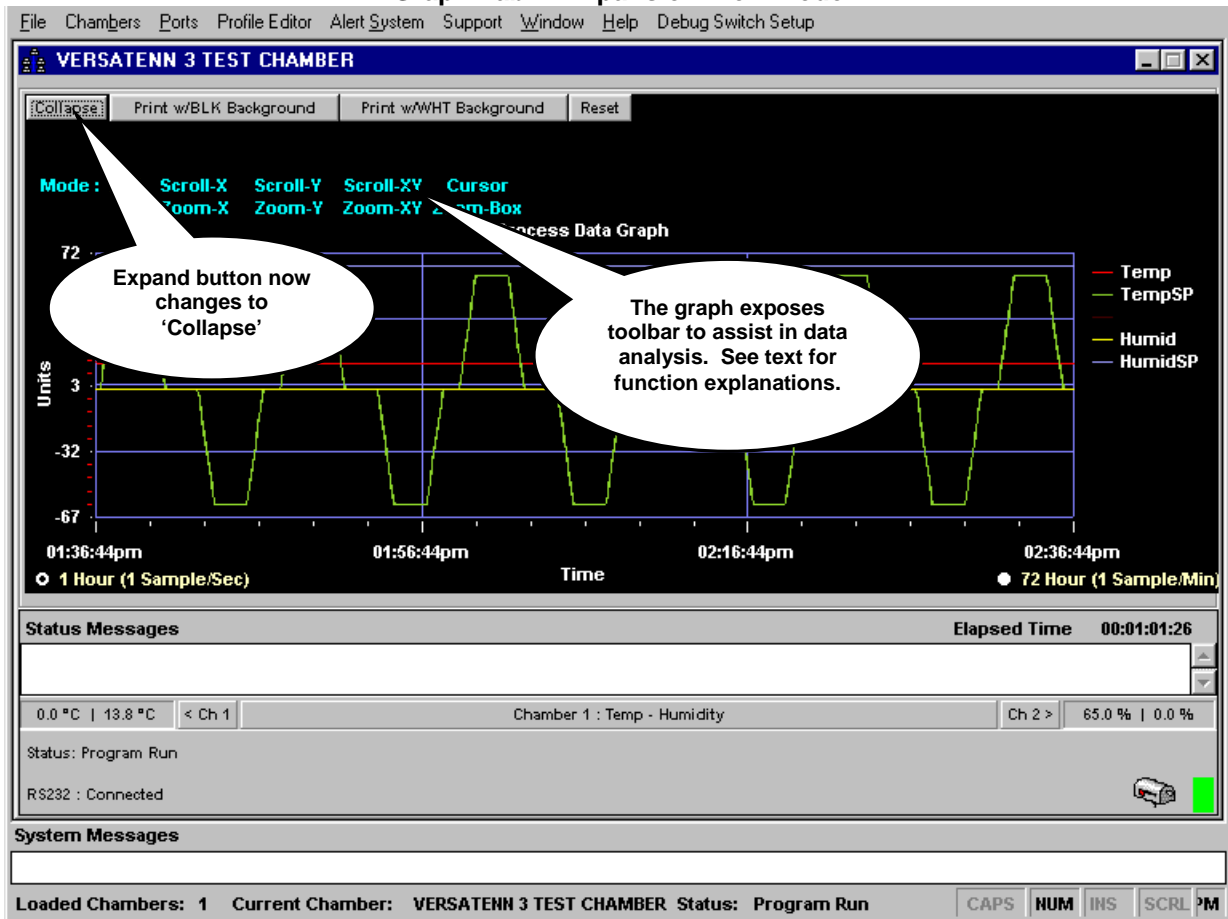 File Chambers Ports Profile Editor Alert System Support Window Help Debug Switch Setup
VERSATENN 3 TEST CHAMBER
Collapse Print w/BLK Background Print w/WHT Background Reset
Mode : Scroll-X Scroll-Y Scroll-XY Cursor
Zoom-X Zoom-Y Zoom-XY
Data Graph
72
Expand button now
changes to
‘Collapse’
The graph exposes
toolbar to assist in data
analysis. See text for
function explanations.
Temp
TempSP
Humid
HumidSP
Units
3
-32
-67
01:36:44pm 01:56:44pm 02:16:44pm 02:36:44pm
1 Hour (1 Sample/Sec) Time 72 Hour (1 Sample/Min)
Status Messages Elapsed Time 00:01:01:26
0.0 °C | 13.8 °C < Ch 1 Chamber 1 : Temp - Humidity Ch 2 > 65.0 % | 0.0 %
Status: Program Run
RS232 : Connected
System Messages
Loaded Chambers: 1 Current Chamber: VERSATENN 3 TEST CHAMBER Status: Program Run CAPS NUM INS SCRL PM